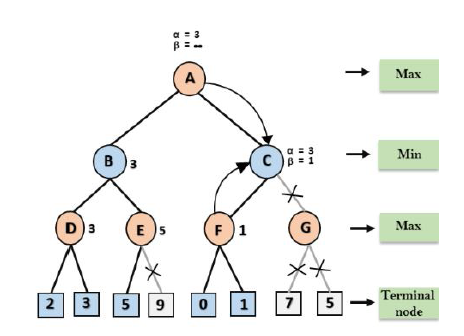 α = 3
β = -∞
A
Max
B 3
C
α = 3
β = 1
Min
D 3
E 5
F 1
G
Max
2 3 5 9 0 1 7 5
Terminal
node